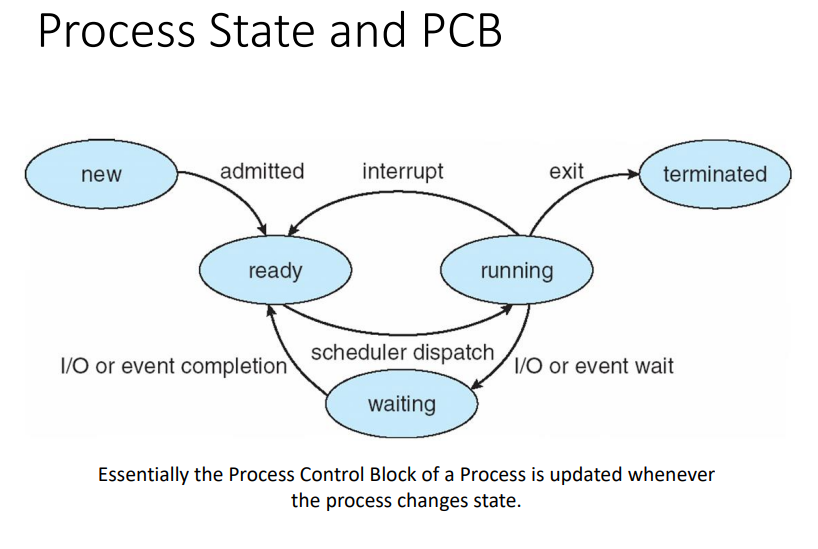 Process State and PCB
new
admitted
interrupt
exit
terminated
ready
running
I/O or event completion
scheduler dispatch
I/O or event wait
waiting
Essentially the Process Control Block of a Process is updated whenever
the process changes state.